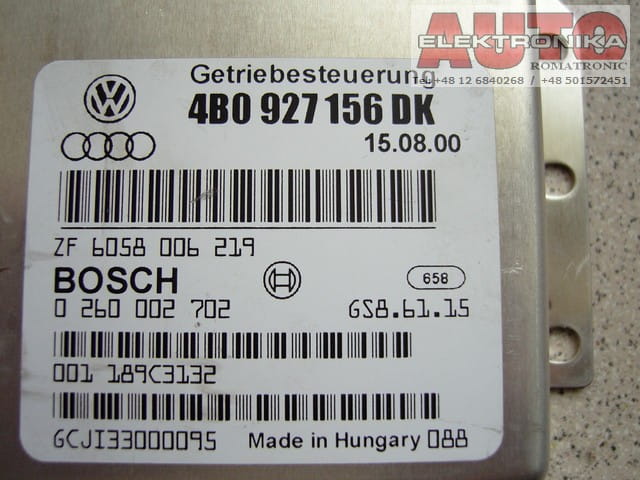 AUTO
ELEKTRONIKA
ROMATRONIC
Tel +48 12 6840268 / +48 501572451
Getriebesteuerung
4B0 927 156 DK
15.08.00
ZF 6058 006 219
BOSCH
658
0 260 002 702 GS8.61.15
001 189C3132
GCJI33000095 Made in Hungary 088